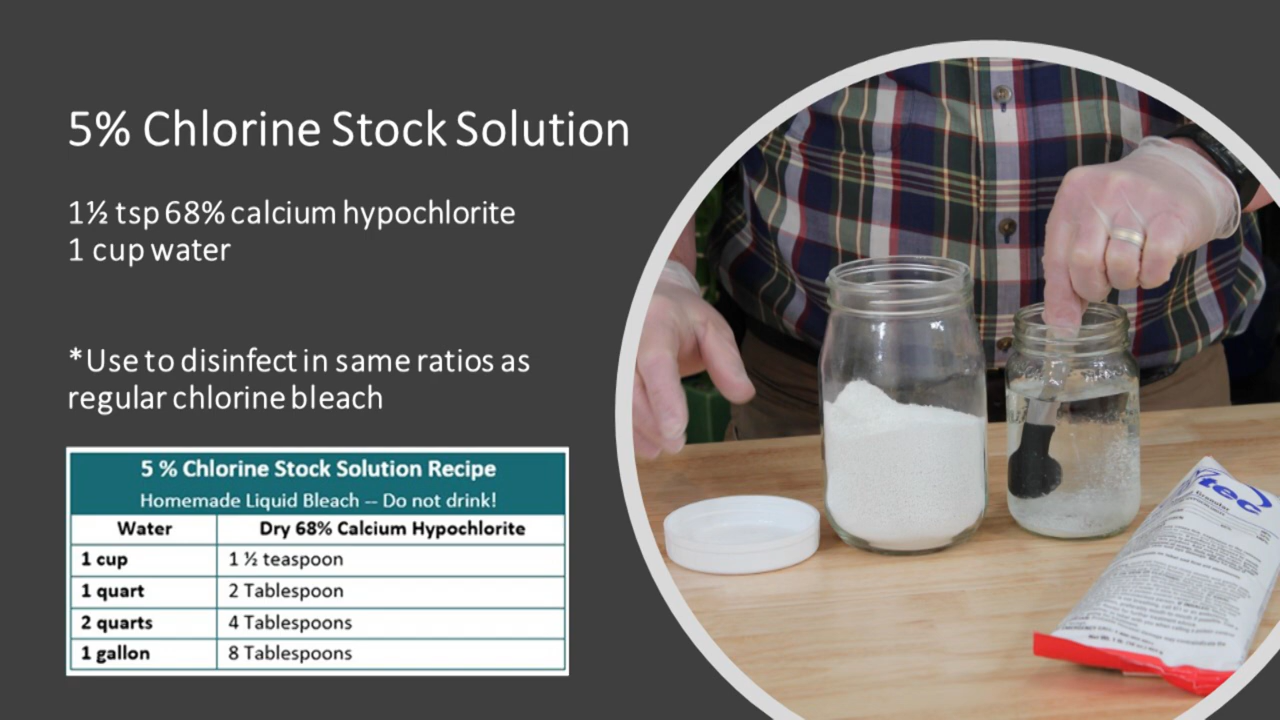 5% Chlorine Stock Solution
1½ tsp 68% calcium hypochlorite
1 cup water
*Use to disinfect in same ratios as
regular chlorine bleach
5 % Chlorine Stock Solution Recipe
Homemade Liquid Bleach -- Do not drink!
Water Dry 68% Calcium Hypochlorite
1 cup 1 ½ teaspoon
1 quart 2 Tablespoon
2 quarts 4 Tablespoons
1 gallon 8 Tablespoons
tec
Granular